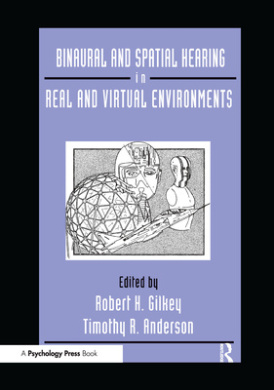 BINAURAL AND SPATIAL HEARING
in
REAL AND VIRTUAL ENVIRONMENTS
Edited by
Robert H. Gilkey
Timothy R. Anderson
A Psychology Press Book
R